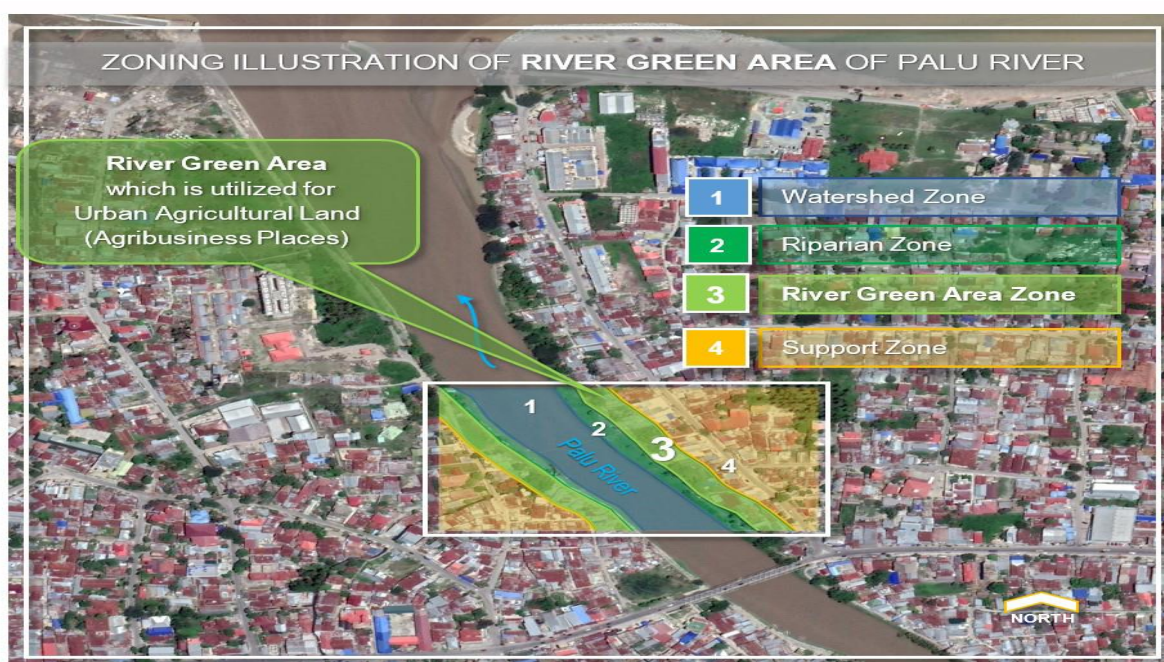 ZONING ILLUSTRATION OF RIVER GREEN AREA OF PALU RIVER
River Green Area
which is utilized for
Urban Agricultural Land
(Agribusiness Places)
1 Watershed Zone
2 Riparian Zone
3 River Green Area Zone
4 Support Zone
1
2
3
4
Palu River
NORTH